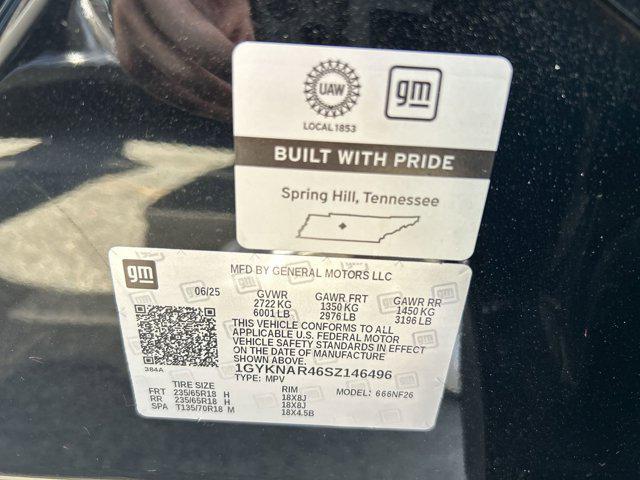 UAW
gm
LOCAL 1853
BUILT WITH PRIDE
Spring Hill, Tennessee
gm
MFD BY GENERAL MOTORS LLC
06/25 GVWR GAWR FRT GAWR RR
2722 KG 1350 KG 1450 KG
6001 LB 2976 LB 3196 LB
THIS VEHICLE CONFORMS TO ALL
APPLICABLE U.S. FEDERAL MOTOR
VEHICLE SAFETY STANDARDS IN EFFECT
ON THE DATE OF MANUFACTURE
SHOWN ABOVE.
384A
1GYKNAR46SZ146496
TYPE: MPV MODEL: 666NF26
TIRE SIZE RIM
FRT 235/65R18 H 18X8J
RR 235/65R18 H 18X8J
SPA T135/70R18 M 18X4.5B